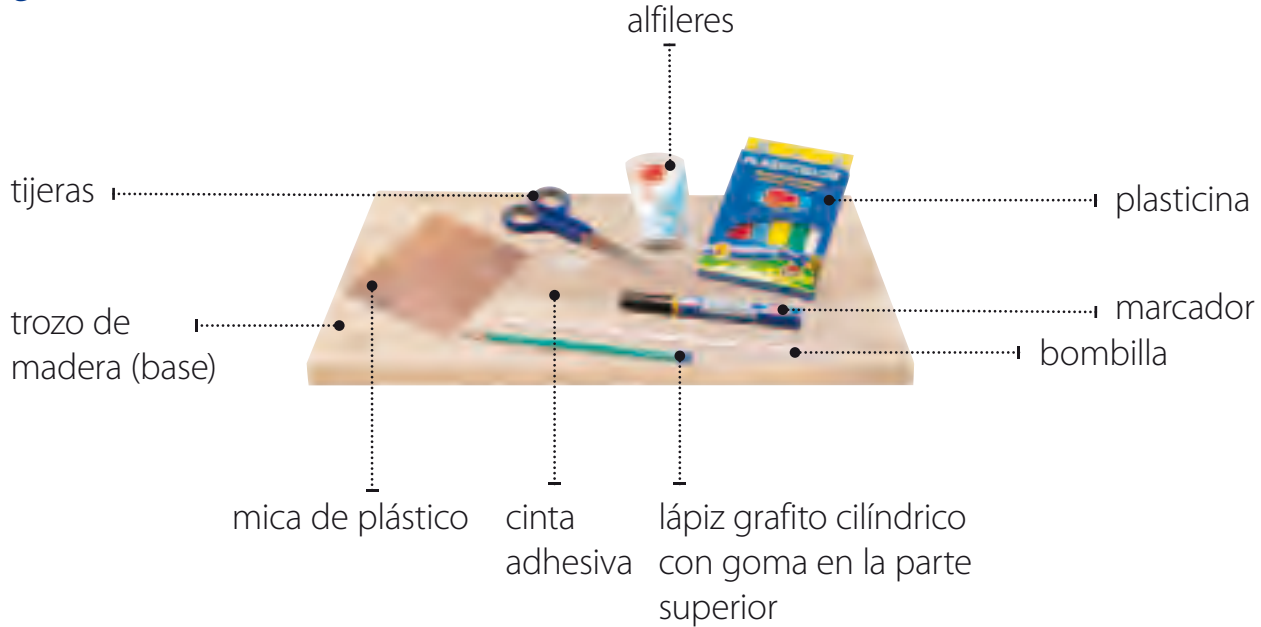 alfileres
tijeras
plasticina
trozo de
madera (base)
marcador
bombilla
mica de plástico
cinta
adhesiva
lápiz grafito cilíndrico
con goma en la parte
superior
PLASTICOLOR